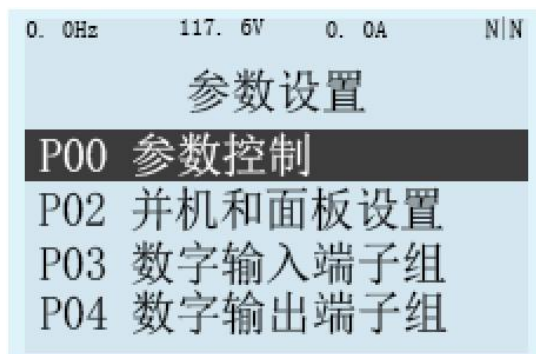 0. 0Hz 117. 6V 0. 0A N|N
参数设置
P00 参数控制
P02 并机和面板设置
P03 数字输入端子组
P04 数字输出端子组